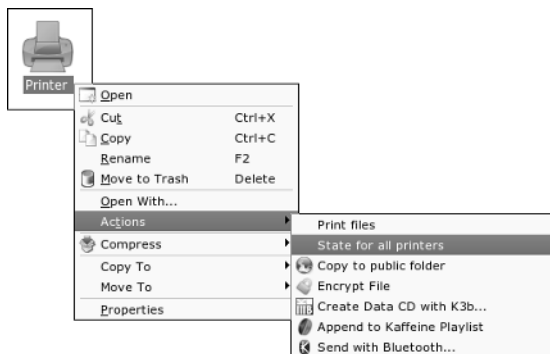 Printer
Open
Cut Ctrl+X
Copy Ctrl+C
Rename F2
Move to Trash Delete
Open With...
Actions
Compress
Copy To
Move To
Properties
Print files
State for all printers
Copy to public folder
Encrypt File
Create Data CD with K3b...
Append to Kaffeine Playlist
Send with Bluetooth...